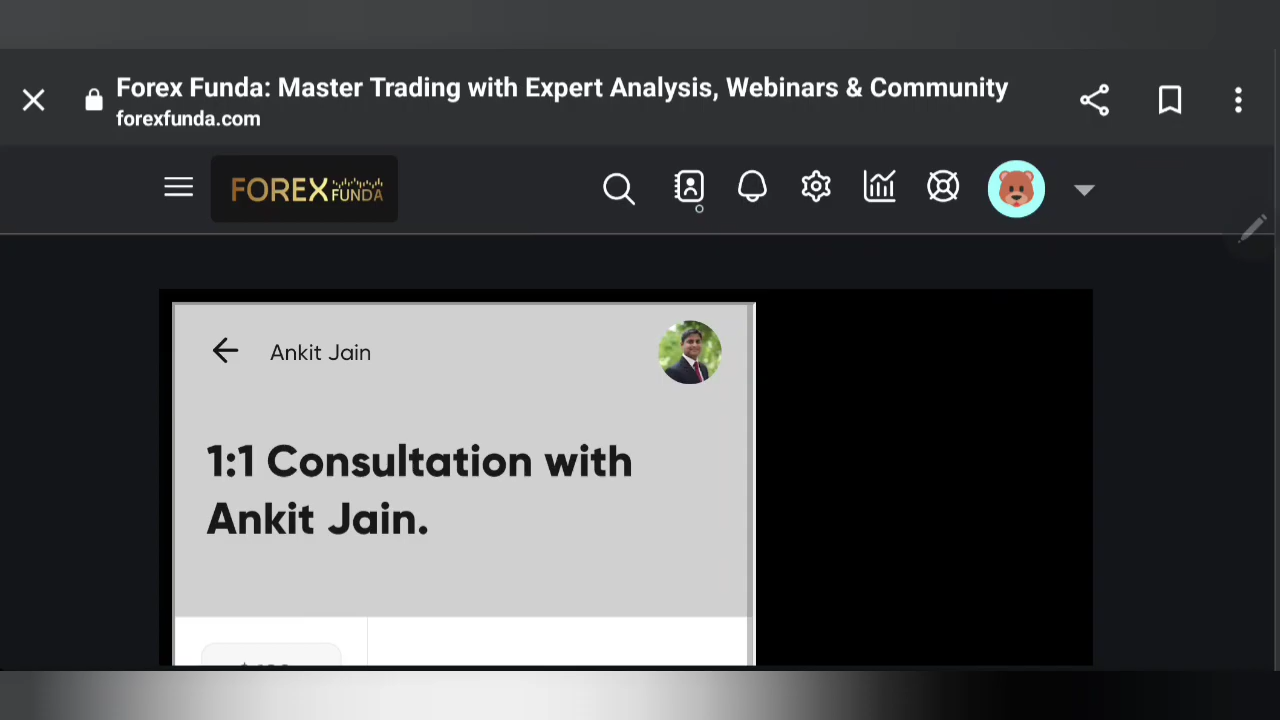 Forex Funda: Master Trading with Expert Analysis, Webinars & Community
forexfunda.com
FOREX FUNDA
Ankit Jain
1:1 Consultation with
Ankit Jain.